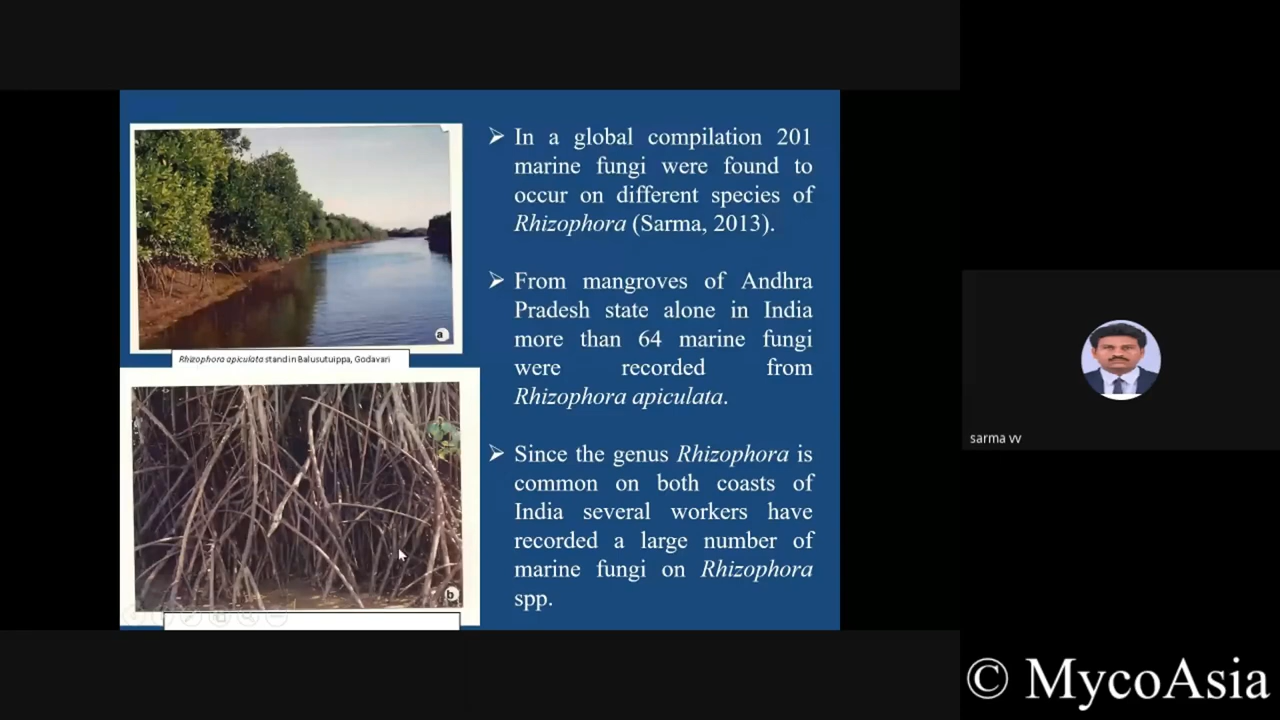 a
Rhizophora apiculata stand in Balusutuippa, Godavari
b
➢ In a global compilation 201
marine fungi were found to
occur on different species of
Rhizophora (Sarma, 2013).
➢ From mangroves of Andhra
Pradesh state alone in India
more than 64 marine fungi
were recorded from
Rhizophora apiculata.
➢ Since the genus Rhizophora is
common on both coasts of
India several workers have
recorded a large number of
marine fungi on Rhizophora
spp.
sarma vv
© MycoAsia